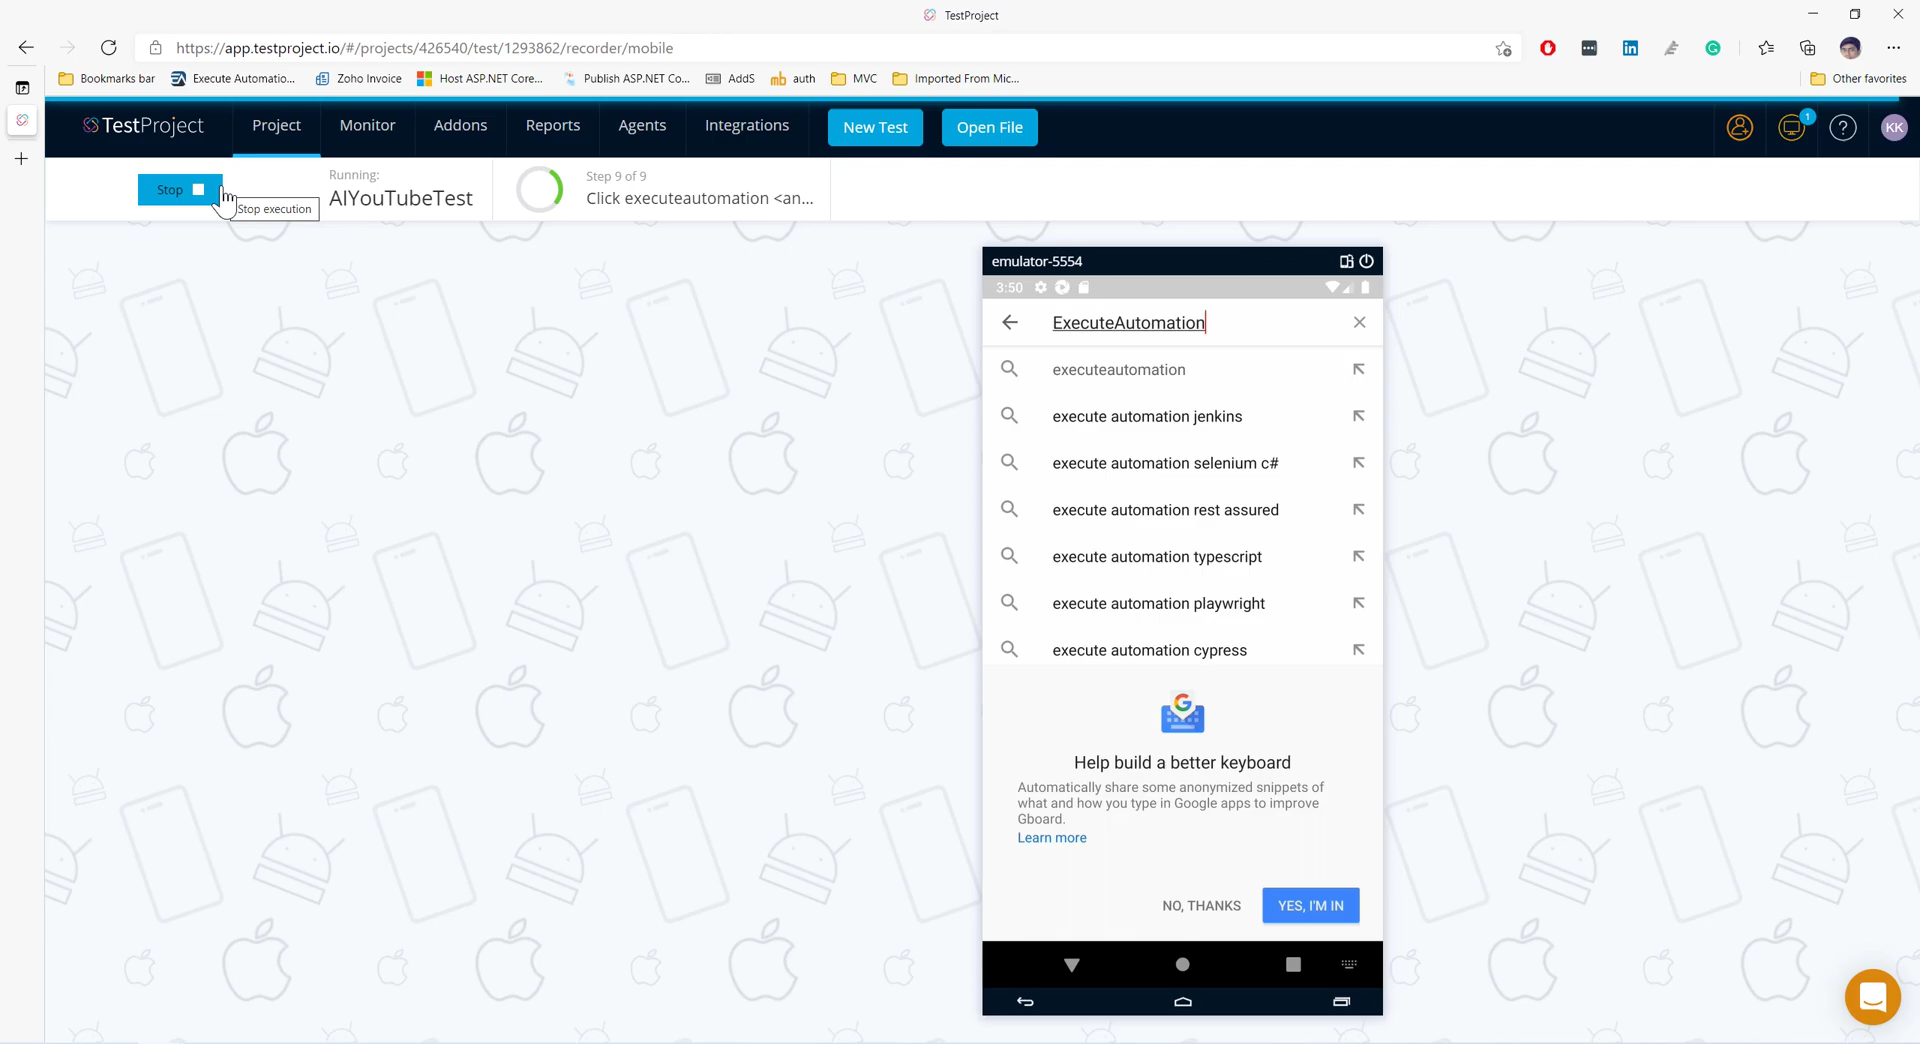 TestProject
https://app.testproject.io/#/projects/426540/test/1293862/recorder/mobile
Bookmarks bar
Execute Automatio...
Zoho Invoice
Host ASP.NET Core...
Publish ASP.NET Co...
AddS
auth
MVC
Imported From Mic...
Other favorites
TestProject
Project
Monitor
Addons
Reports
Agents
Integrations
New Test
Open File
1
?
KK
Stop
Stop execution
Running:
AIYouTubeTest
Step 9 of 9
Click executeautomation <an...
emulator-5554
3:50
ExecuteAutomation
executeautomation
execute automation jenkins
execute automation selenium c#
execute automation rest assured
execute automation typescript
execute automation playwright
execute automation cypress
G
Help build a better keyboard
Automatically share some anonymized snippets of
what and how you type in Google apps to improve
Gboard.
Learn more
NO, THANKS
YES, I'M IN